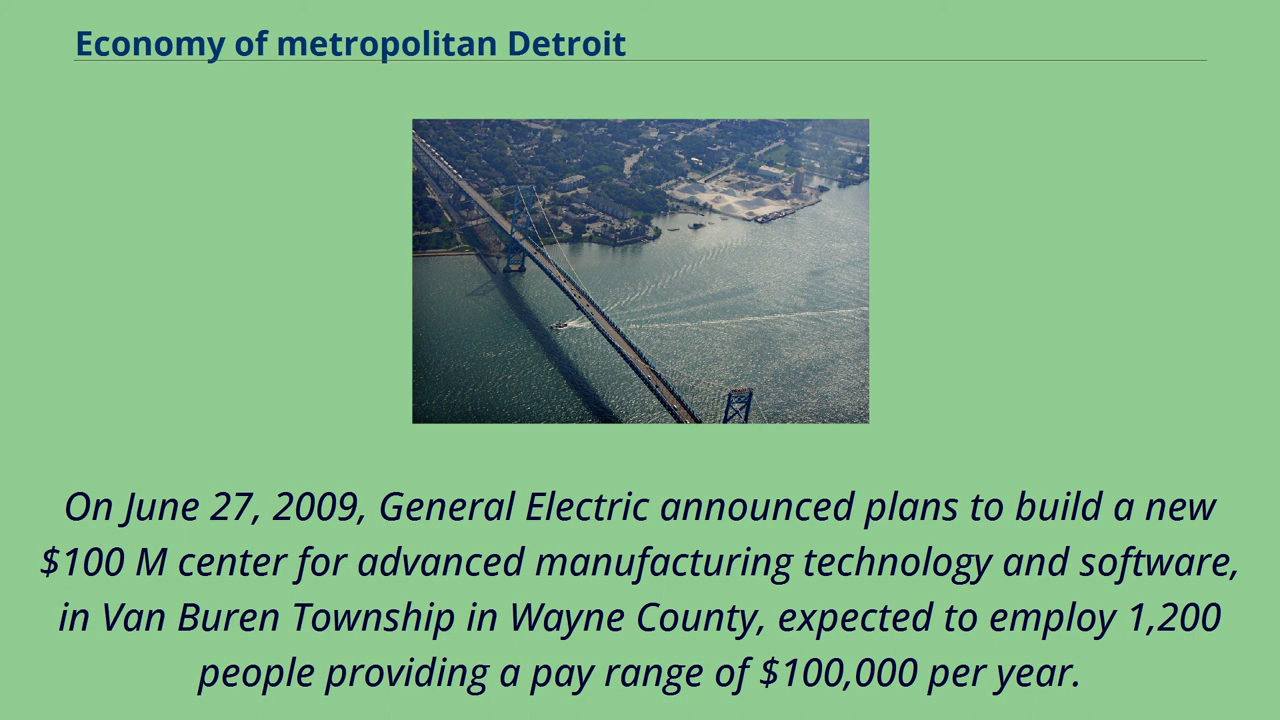 Economy of metropolitan Detroit
On June 27, 2009, General Electric announced plans to build a new
$100 M center for advanced manufacturing technology and software,
in Van Buren Township in Wayne County, expected to employ 1,200
people providing a pay range of $100,000 per year.